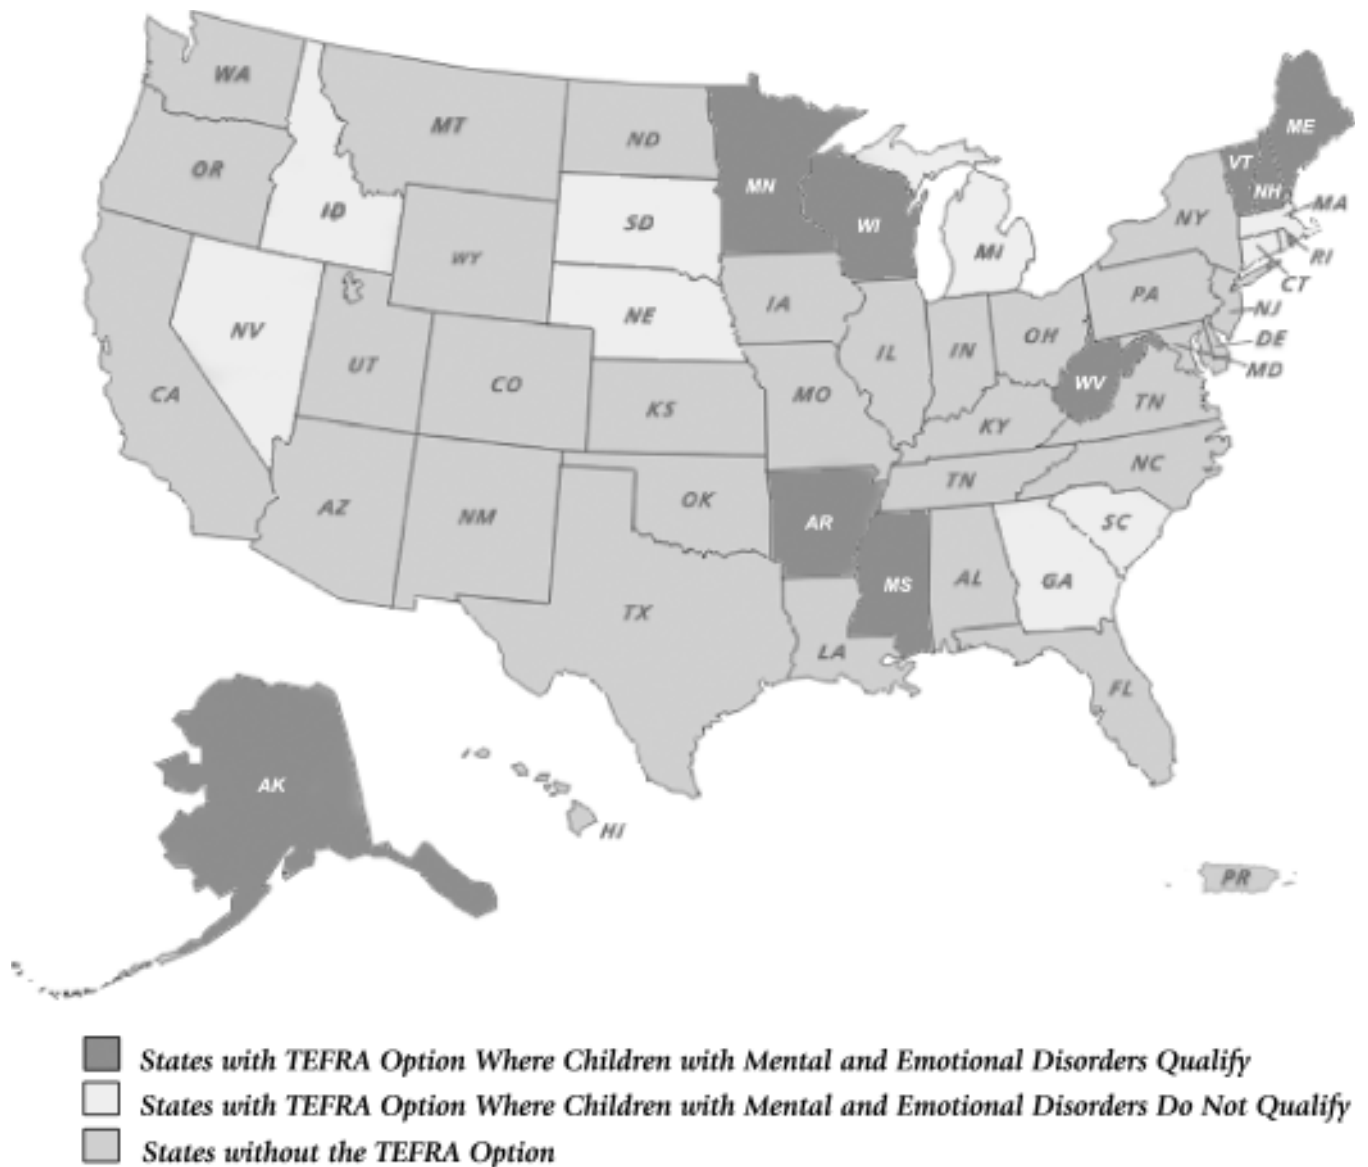 WA
MT
ND
ME
VT
MN
NH
OR
MA
ID
SD
WI
NY
MI
RI
WY
CT
PA
IA
NE
NJ
NV
OH
DE
IL
IN
UT
MD
CO
WV
CA
MO
TN
KS
KY
NC
TN
OK
AZ
NM
AR
SC
AL
GA
MS
TX
LA
FL
AK
HI
PR
States with TEFRA Option Where Children with Mental and Emotional Disorders Qualify
States with TEFRA Option Where Children with Mental and Emotional Disorders Do Not Qualify
States without the TEFRA Option